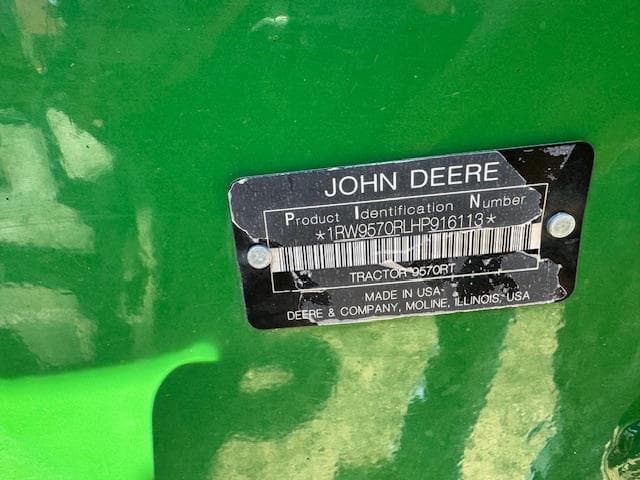 JOHN DEERE
Product Identification Number
*1RW9570RLHP916113*
TRACTOR 9570RT
MADE IN USA
DEERE & COMPANY, MOLINE, ILLINOIS, USA